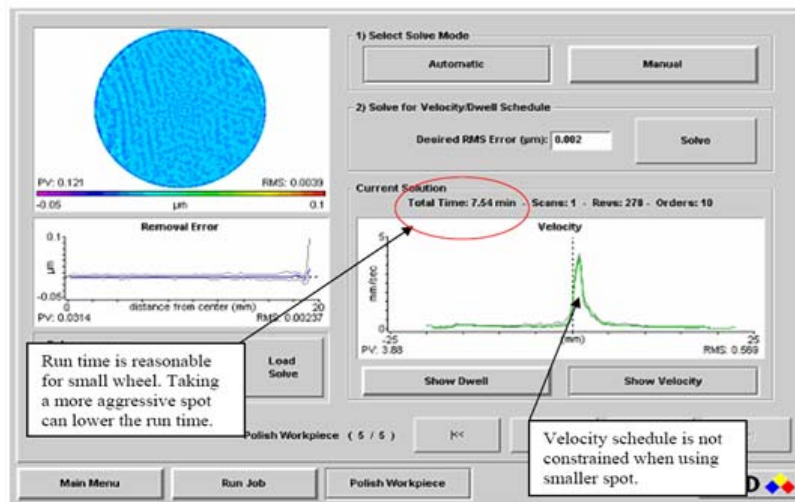 1) Select Solve Mode
Automatic
Manual
2) Solve for Velocity/Dwell Schedule
Desired RMS Error (µm): 0.002
Solve
PV: 0.121
RMS: 0.0039
-0.05
µm
0.1
Current Solution
Total Time: 7.54 min - Scans: 1 - Revs: 278 - Orders: 10
Removal Error
0.1
µm
-0.05
0
distance from center (mm)
20
PV: 0.0314
RMS: 0.00237
Velocity
5
mm/sec
0
-25
(mm)
25
PV: 3.88
RMS: 0.569
Load
Solve
Show Dwell
Show Velocity
Run time is reasonable
for small wheel. Taking
a more aggressive spot
can lower the run time.
Polish Workpiece ( 5 / 5 )
|<<
Velocity schedule is not
constrained when using
smaller spot.
Main Menu
Run Job
Polish Workpiece
D